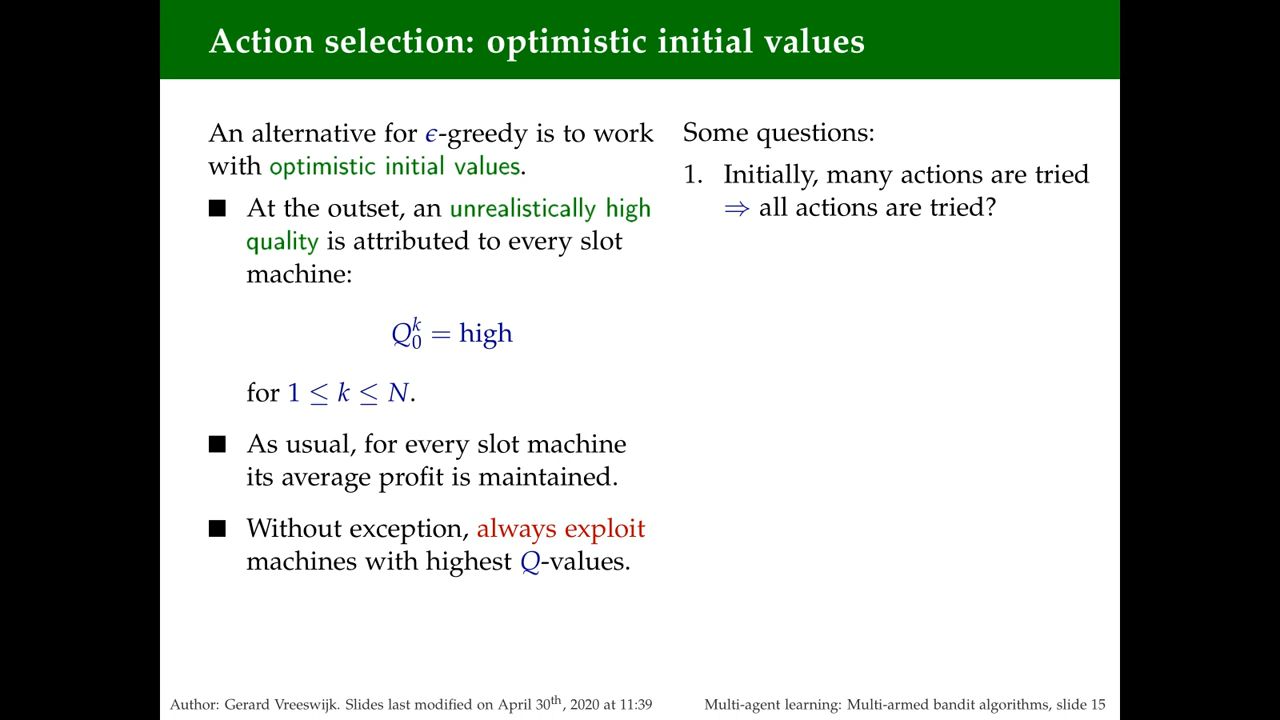 Action selection: optimistic initial values
An alternative for ϵ-greedy is to work
with optimistic initial values.
■ At the outset, an unrealistically high
quality is attributed to every slot
machine:
Q₀ᵏ = high
for 1 ≤ k ≤ N.
■ As usual, for every slot machine
its average profit is maintained.
■ Without exception, always exploit
machines with highest Q-values.
Some questions:
1. Initially, many actions are tried
⇒ all actions are tried?
Author: Gerard Vreeswijk. Slides last modified on April 30th, 2020 at 11:39
Multi-agent learning: Multi-armed bandit algorithms, slide 15